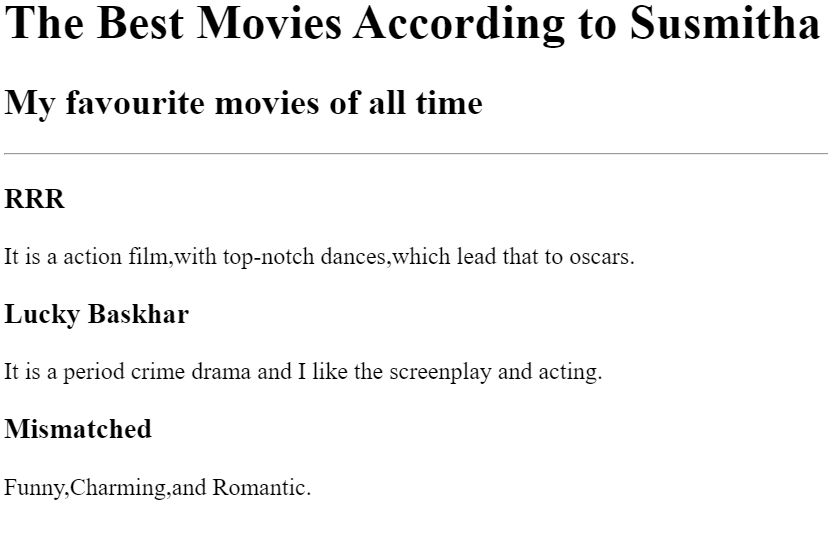 The Best Movies According to Susmitha
My favourite movies of all time
RRR
It is a action film,with top-notch dances,which lead that to oscars.
Lucky Baskhar
It is a period crime drama and I like the screenplay and acting.
Mismatched
Funny,Charming,and Romantic.